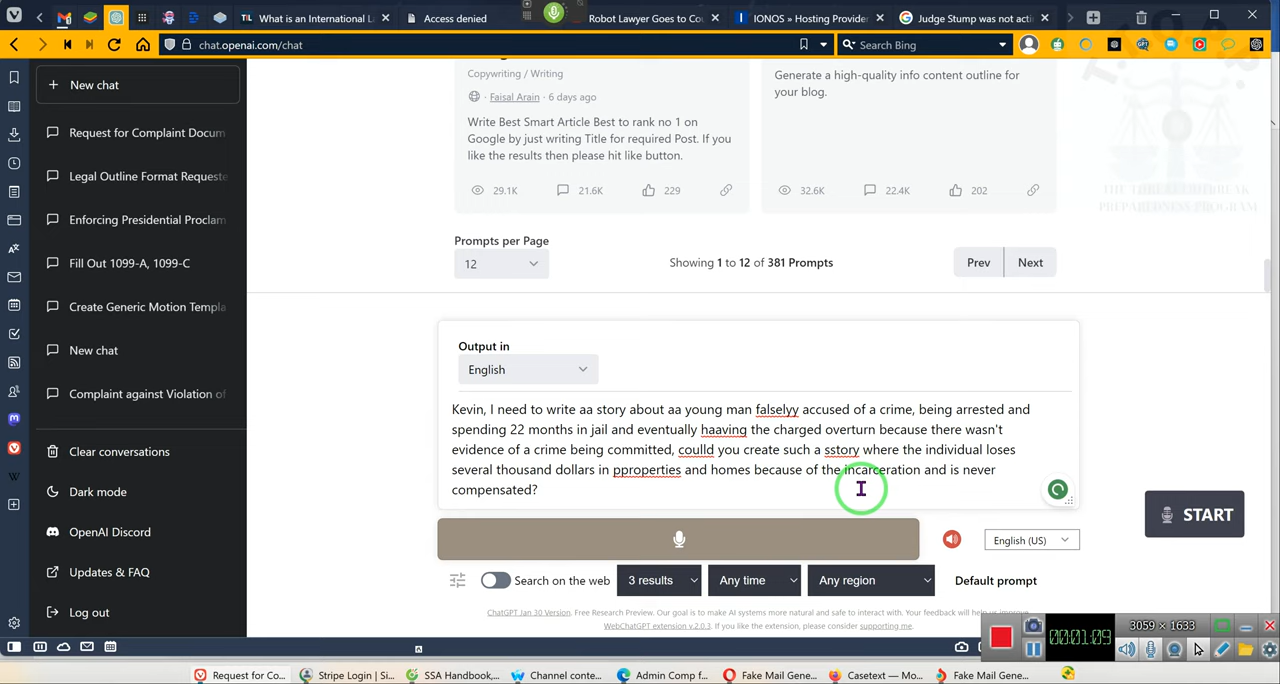 What is an International L
Access denied
Robot Lawyer Goes to Co
IONOS » Hosting Provider
Judge Stump was not acti
chat.openai.com/chat
Search Bing
New chat
Request for Complaint Docum
Legal Outline Format Requeste
Enforcing Presidential Proclam
Fill Out 1099-A, 1099-C
Create Generic Motion Templa
New chat
Complaint against Violation of
Clear conversations
Dark mode
OpenAI Discord
Updates & FAQ
Log out
Copywriting / Writing
· Faisal Arain · 6 days ago
Write Best Smart Article Best to rank no 1 on
Google by just writing Title for required Post. If you
like the results then please hit like button.
29.1K 21.6K 229
Generate a high-quality info content outline for
your blog.
32.6K 22.4K 202
THE THREAT OUTBREAK
PREPAREDNESS PROGRAM
Prompts per Page
12
Showing 1 to 12 of 381 Prompts
Prev Next
Output in
English
Kevin, I need to write aa story about aa young man falselyy accused of a crime, being arrested and
spending 22 months in jail and eventually haaving the charged overturn because there wasn't
evidence of a crime being committed, coulld you create such a sstory where the individual loses
several thousand dollars in pproperties and homes because of the incarceration and is never
compensated?
START
English (US)
Search on the web 3 results Any time Any region Default prompt
ChatGPT Jan 30 Version. Free Research Preview. Our goal is to make AI systems more natural and safe to interact with. Your feedback will help us improve.
WebChatGPT extension v.2.0.3. If you like the extension, please consider supporting me.
00:01:09
3059 × 1633
Request for Co...
Stripe Login | Si...
SSA Handbook,...
Channel conte...
Admin Comp f...
Fake Mail Gene...
Casetext — Mo...
Fake Mail Gene...